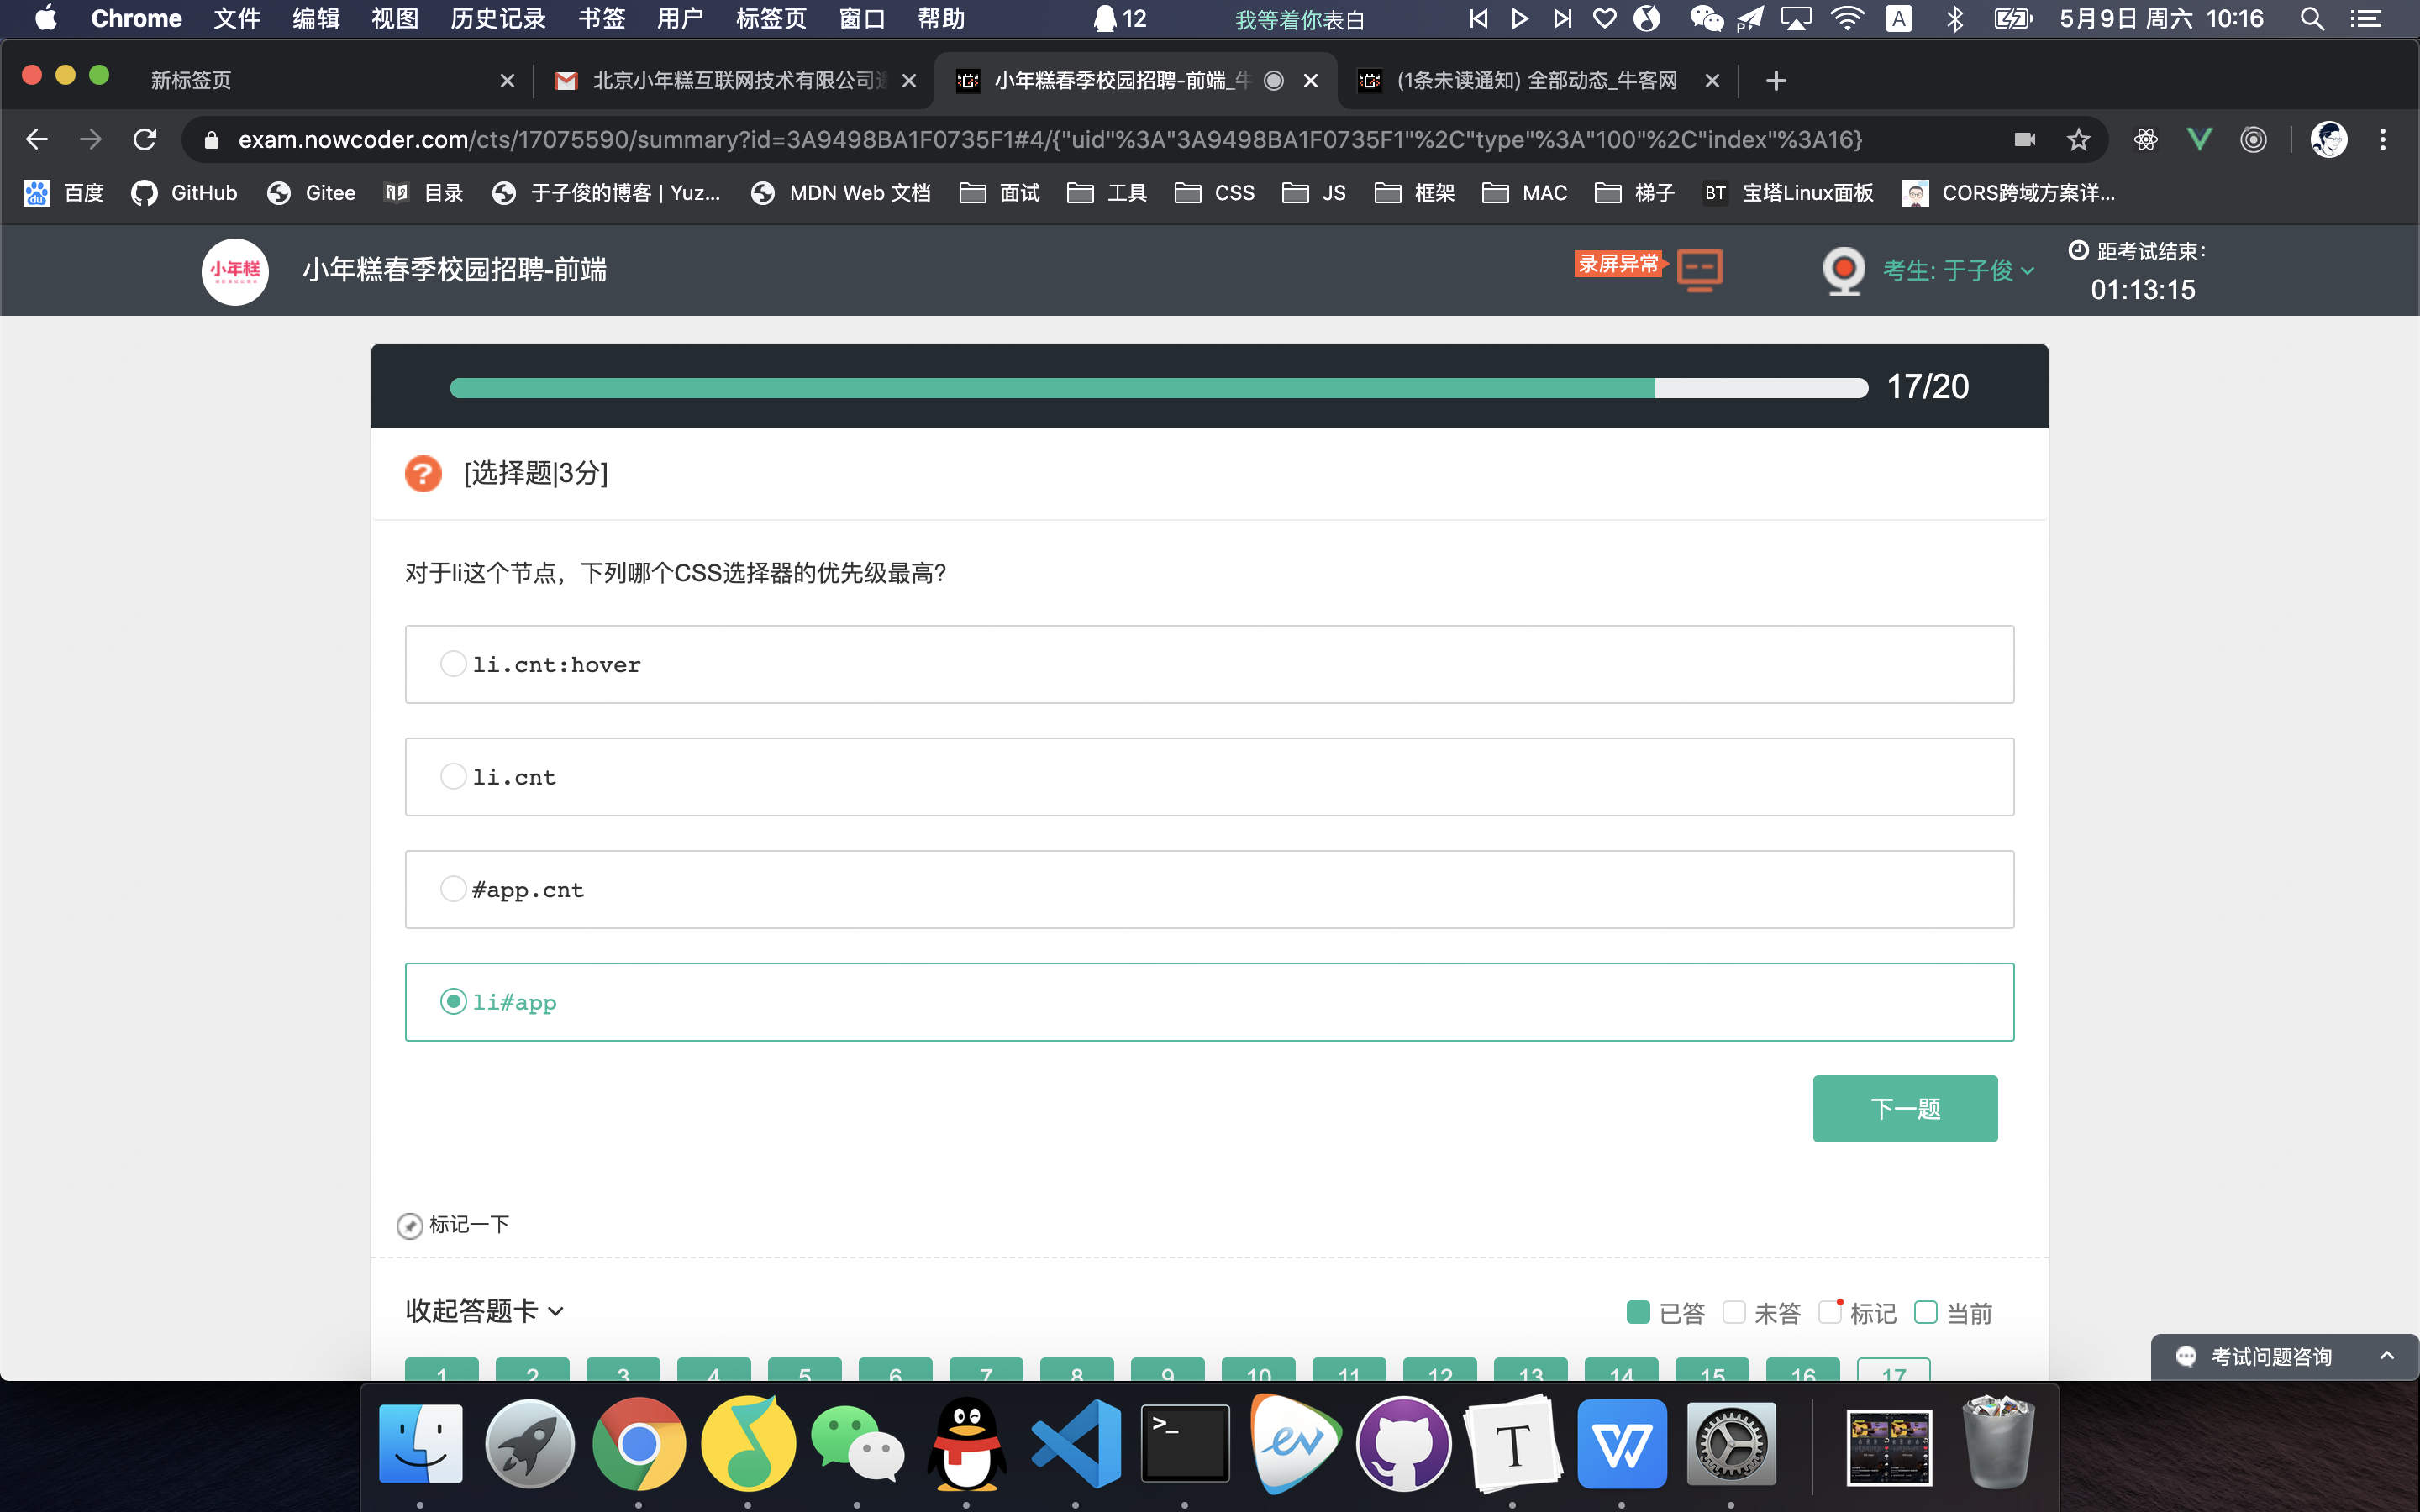 Chrome 文件 编辑 视图 历史记录 书签 用户 标签页 窗口 帮助 12 我等着你表白 A 5月9日 周六 10:16
新标签页 北京小年糕互联网技术有限公司 小年糕春季校园招聘-前端_牛 (1条未读通知) 全部动态_牛客网
exam.nowcoder.com/cts/17075590/summary?id=3A9498BA1F0735F1#4/{"uid"%3A"3A9498BA1F0735F1"%2C"type"%3A"100"%2C"index"%3A16}
百度 GitHub Gitee 目录 于子俊的博客 | Yuz... MDN Web 文档 面试 工具 CSS JS 框架 MAC 梯子 BT 宝塔Linux面板 CORS跨域方案详...
小年糕 小年糕春季校园招聘-前端 录屏异常 考生: 于子俊 距考试结束:
01:13:15
17/20
[选择题|3分]
对于li这个节点，下列哪个CSS选择器的优先级最高?
li.cnt:hover
li.cnt
#app.cnt
li#app
下一题
标记一下
收起答题卡 已答 未答 标记 当前
1 2 3 4 5 6 7 8 9 10 11 12 13 14 15 16 17
考试问题咨询